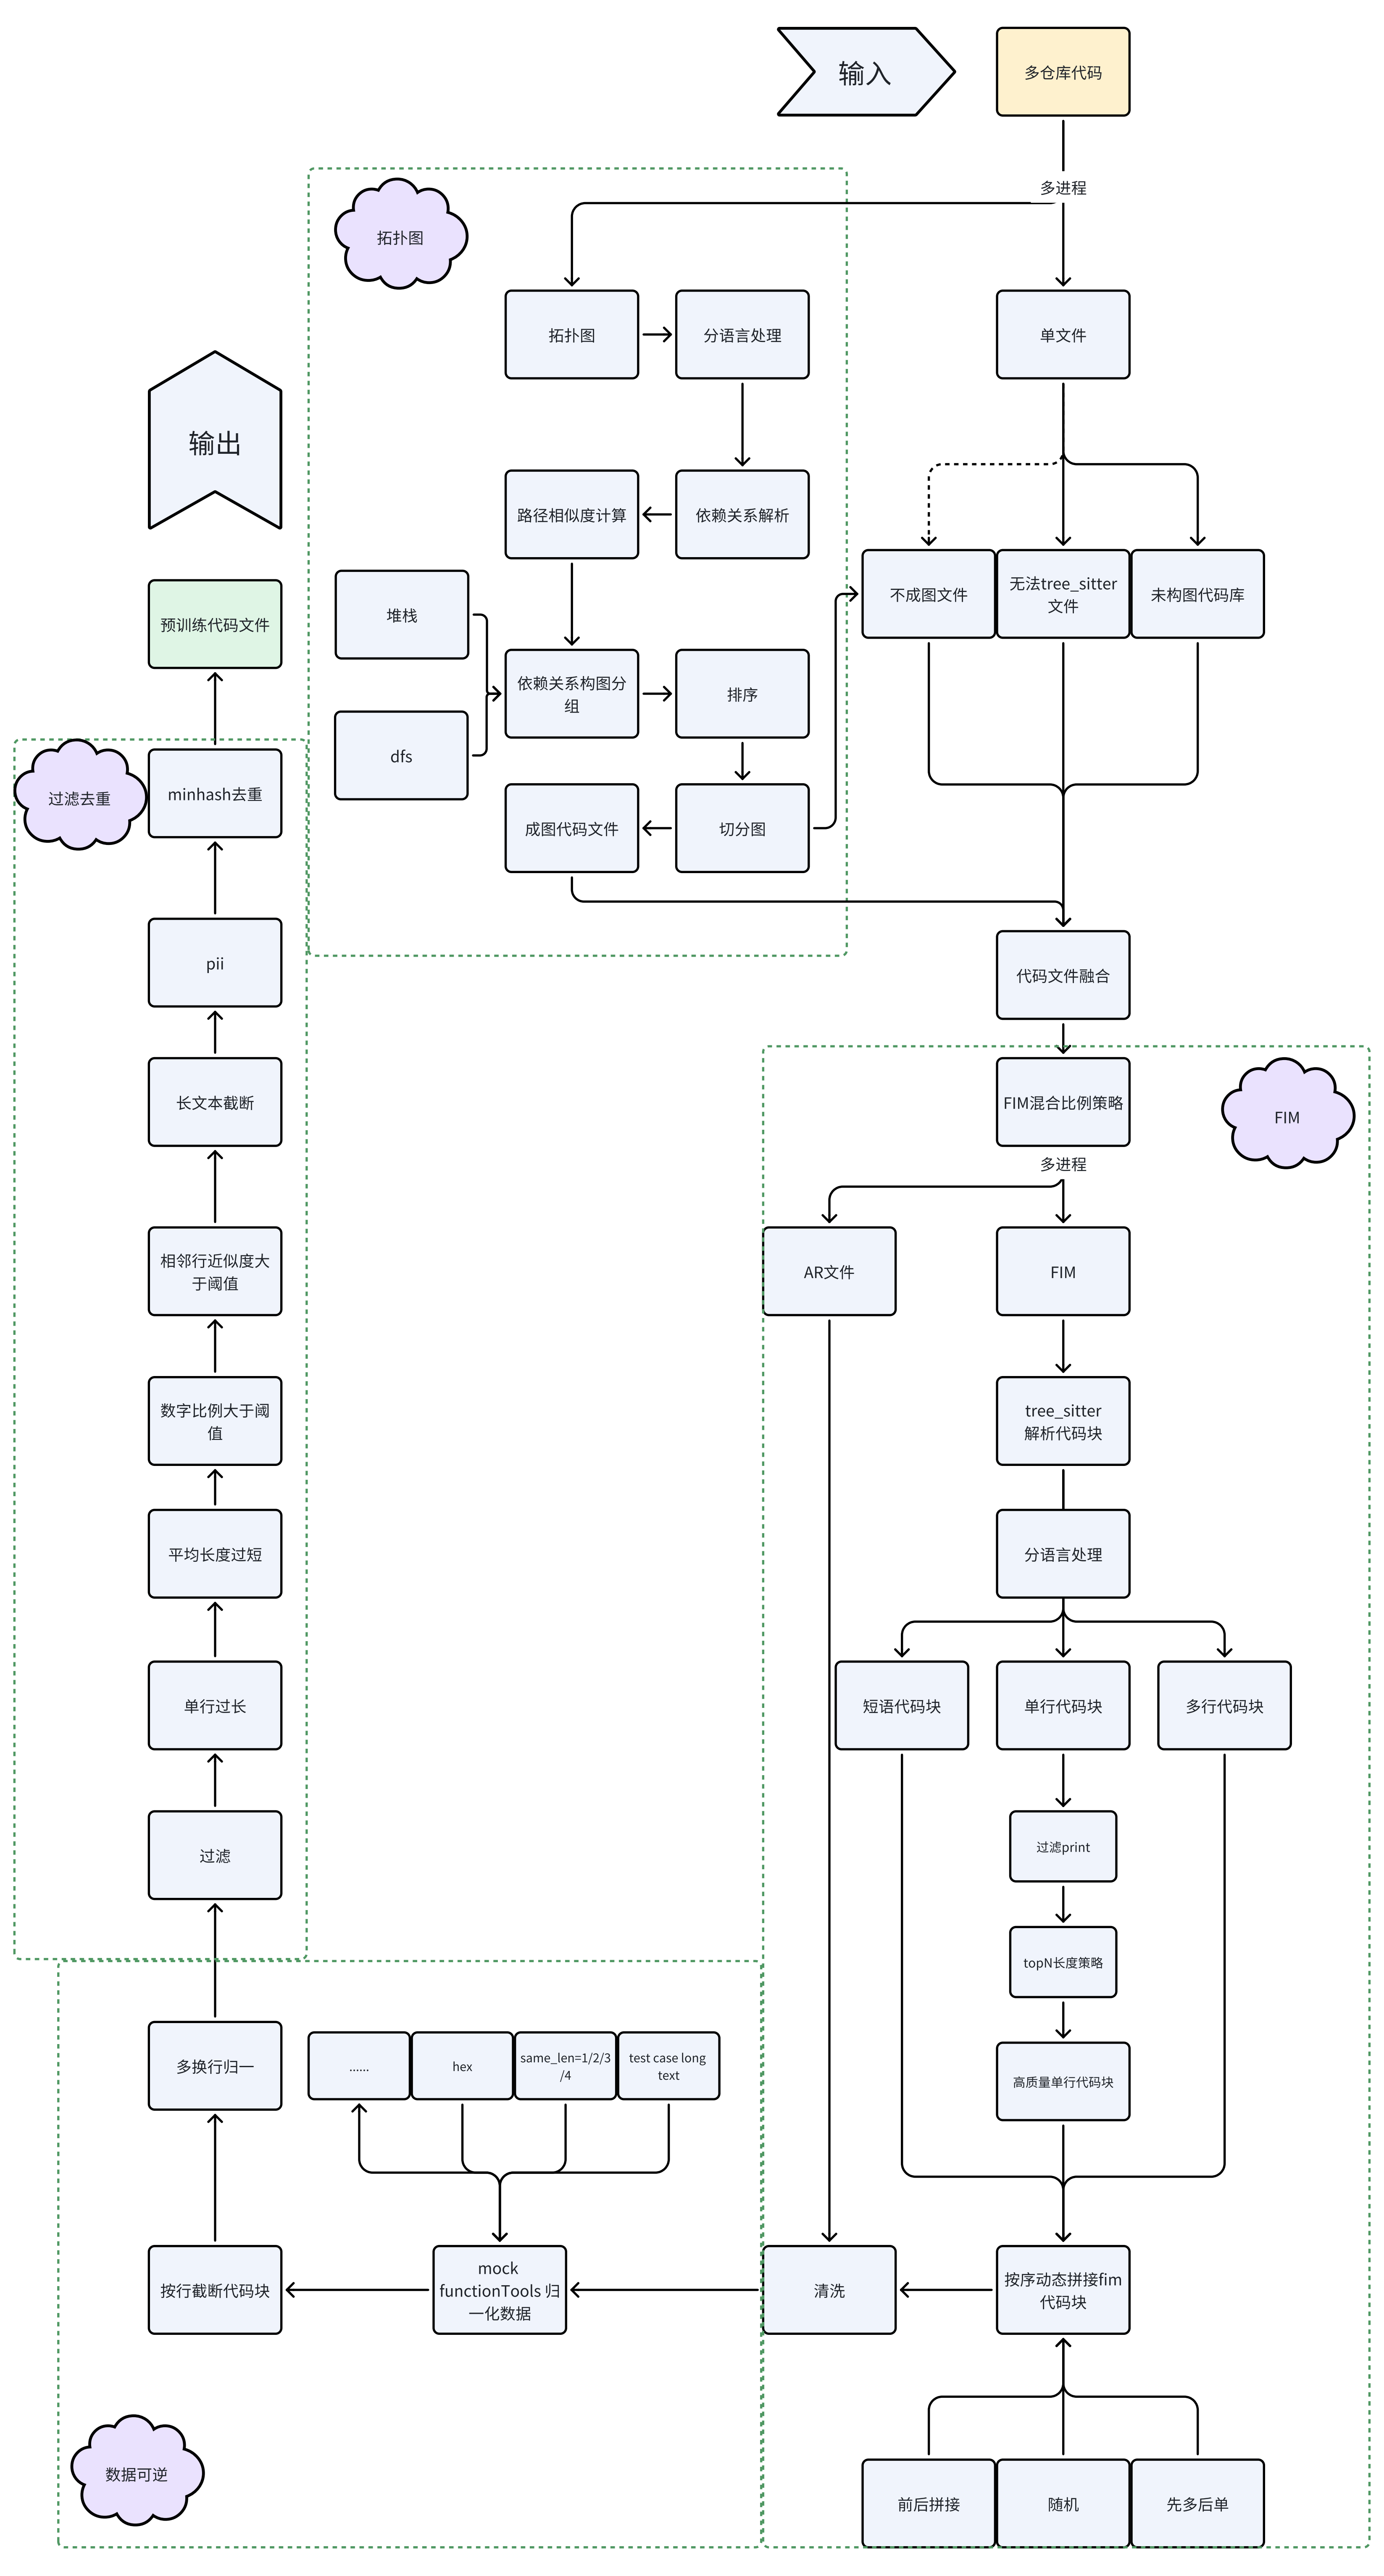 输入
多仓库代码
多进程
拓扑图
拓扑图
分语言处理
单文件
输出
路径相似度计算
依赖关系解析
不成图文件
无法tree_sitter
文件
未构图代码库
堆栈
预训练代码文件
依赖关系构图分
组
排序
dfs
过滤去重
minhash去重
成图代码文件
切分图
pii
代码文件融合
长文本截断
FIM混合比例策略
FIM
多进程
相邻行近似度大
于阈值
AR文件
FIM
数字比例大于阈
值
tree_sitter
解析代码块
平均长度过短
分语言处理
单行过长
短语代码块
单行代码块
多行代码块
过滤
过滤print
topN长度策略
多换行归一
......
hex
same_len=1/2/3
/4
test case long
text
高质量单行代码块
按行截断代码块
mock
functionTools 归
一化数据
清洗
按序动态拼接fim
代码块
数据可逆
前后拼接
随机
先多后单